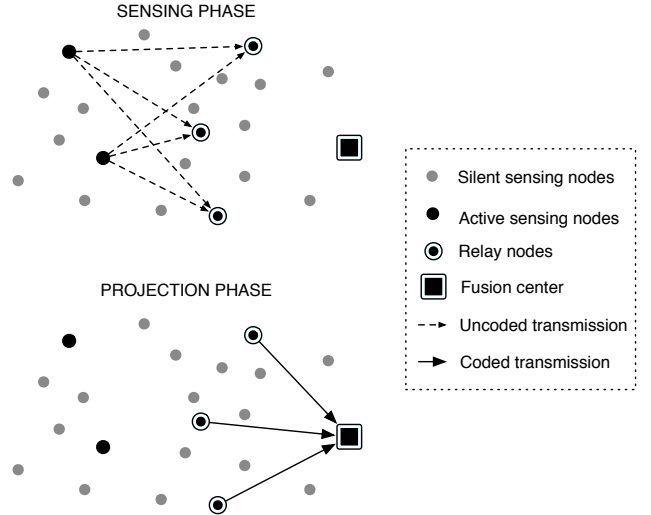 SENSING PHASE
Silent sensing nodes
Active sensing nodes
Relay nodes
Fusion center
Uncoded transmission
Coded transmission
PROJECTION PHASE